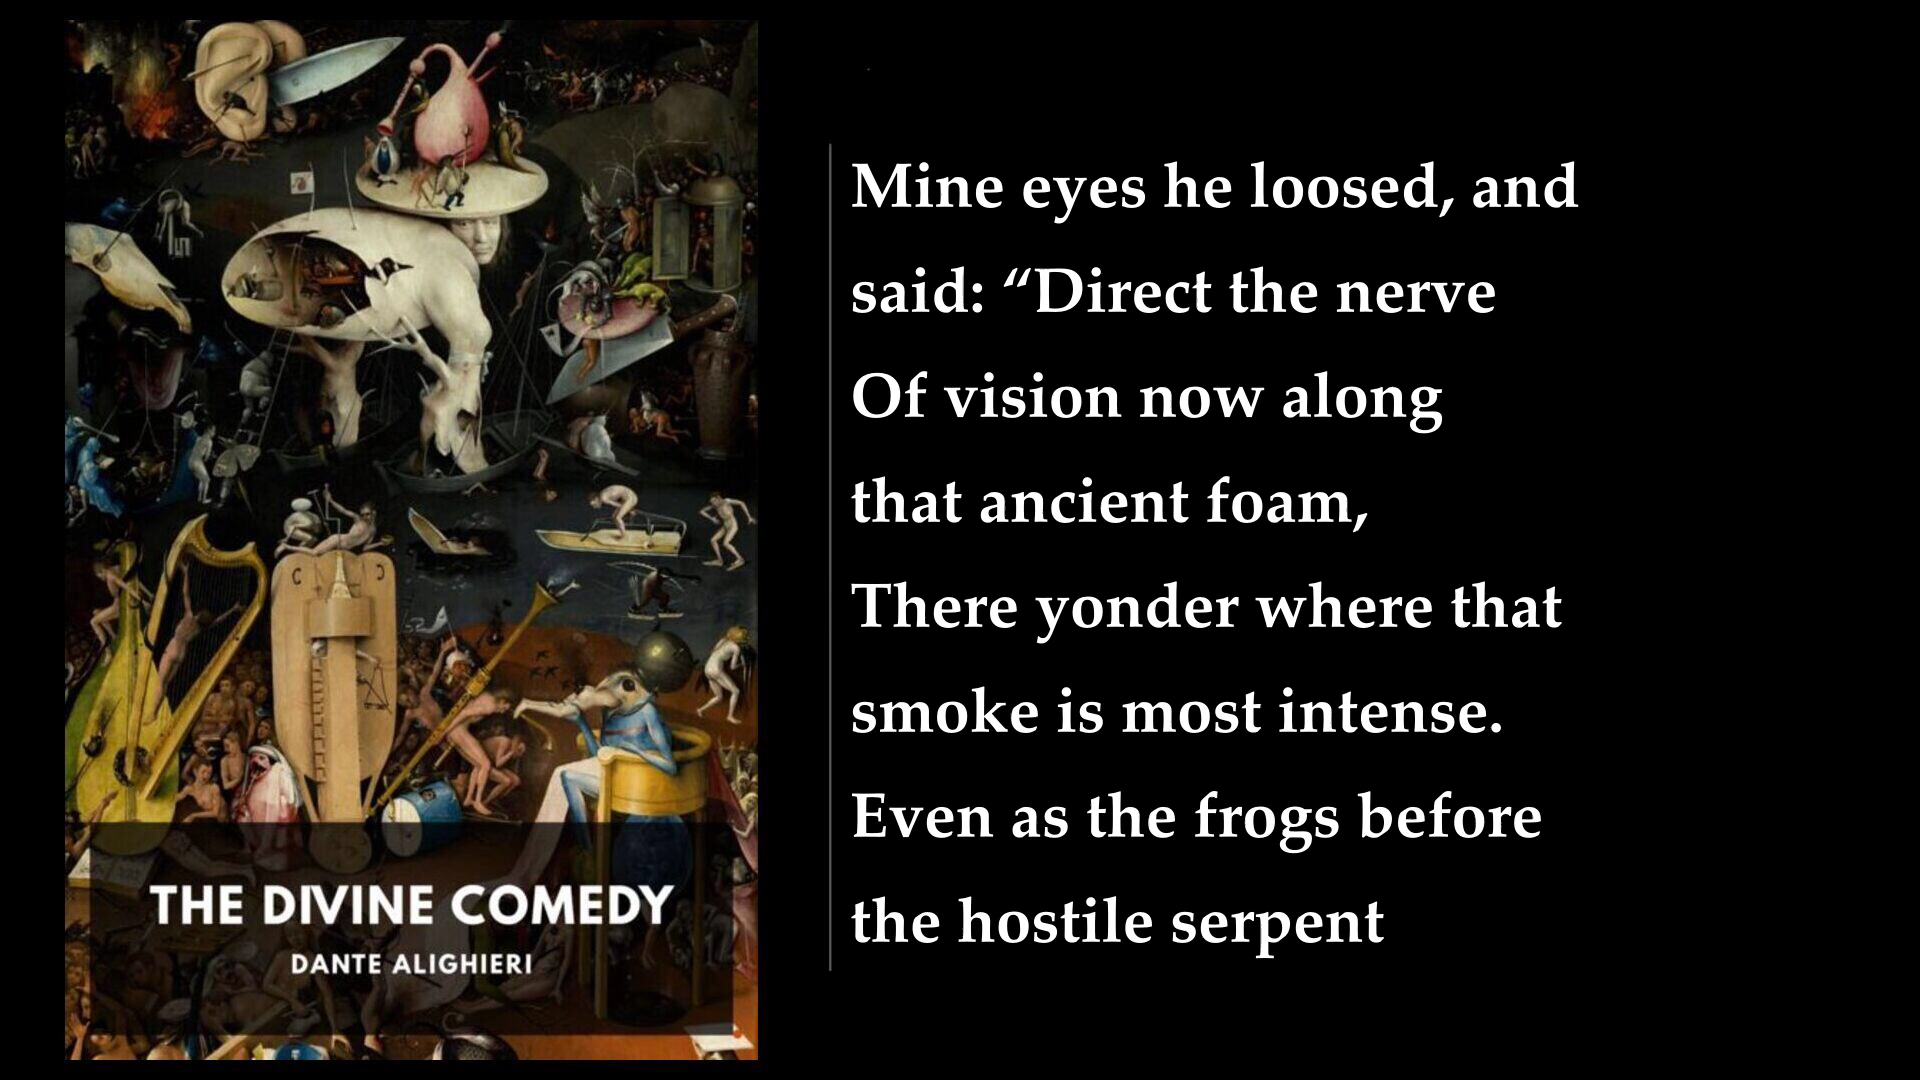 Mine eyes he loosed, and
said: “Direct the nerve
Of vision now along
that ancient foam,
There yonder where that
smoke is most intense.
Even as the frogs before
the hostile serpent
THE DIVINE COMEDY
DANTE ALIGHIERI